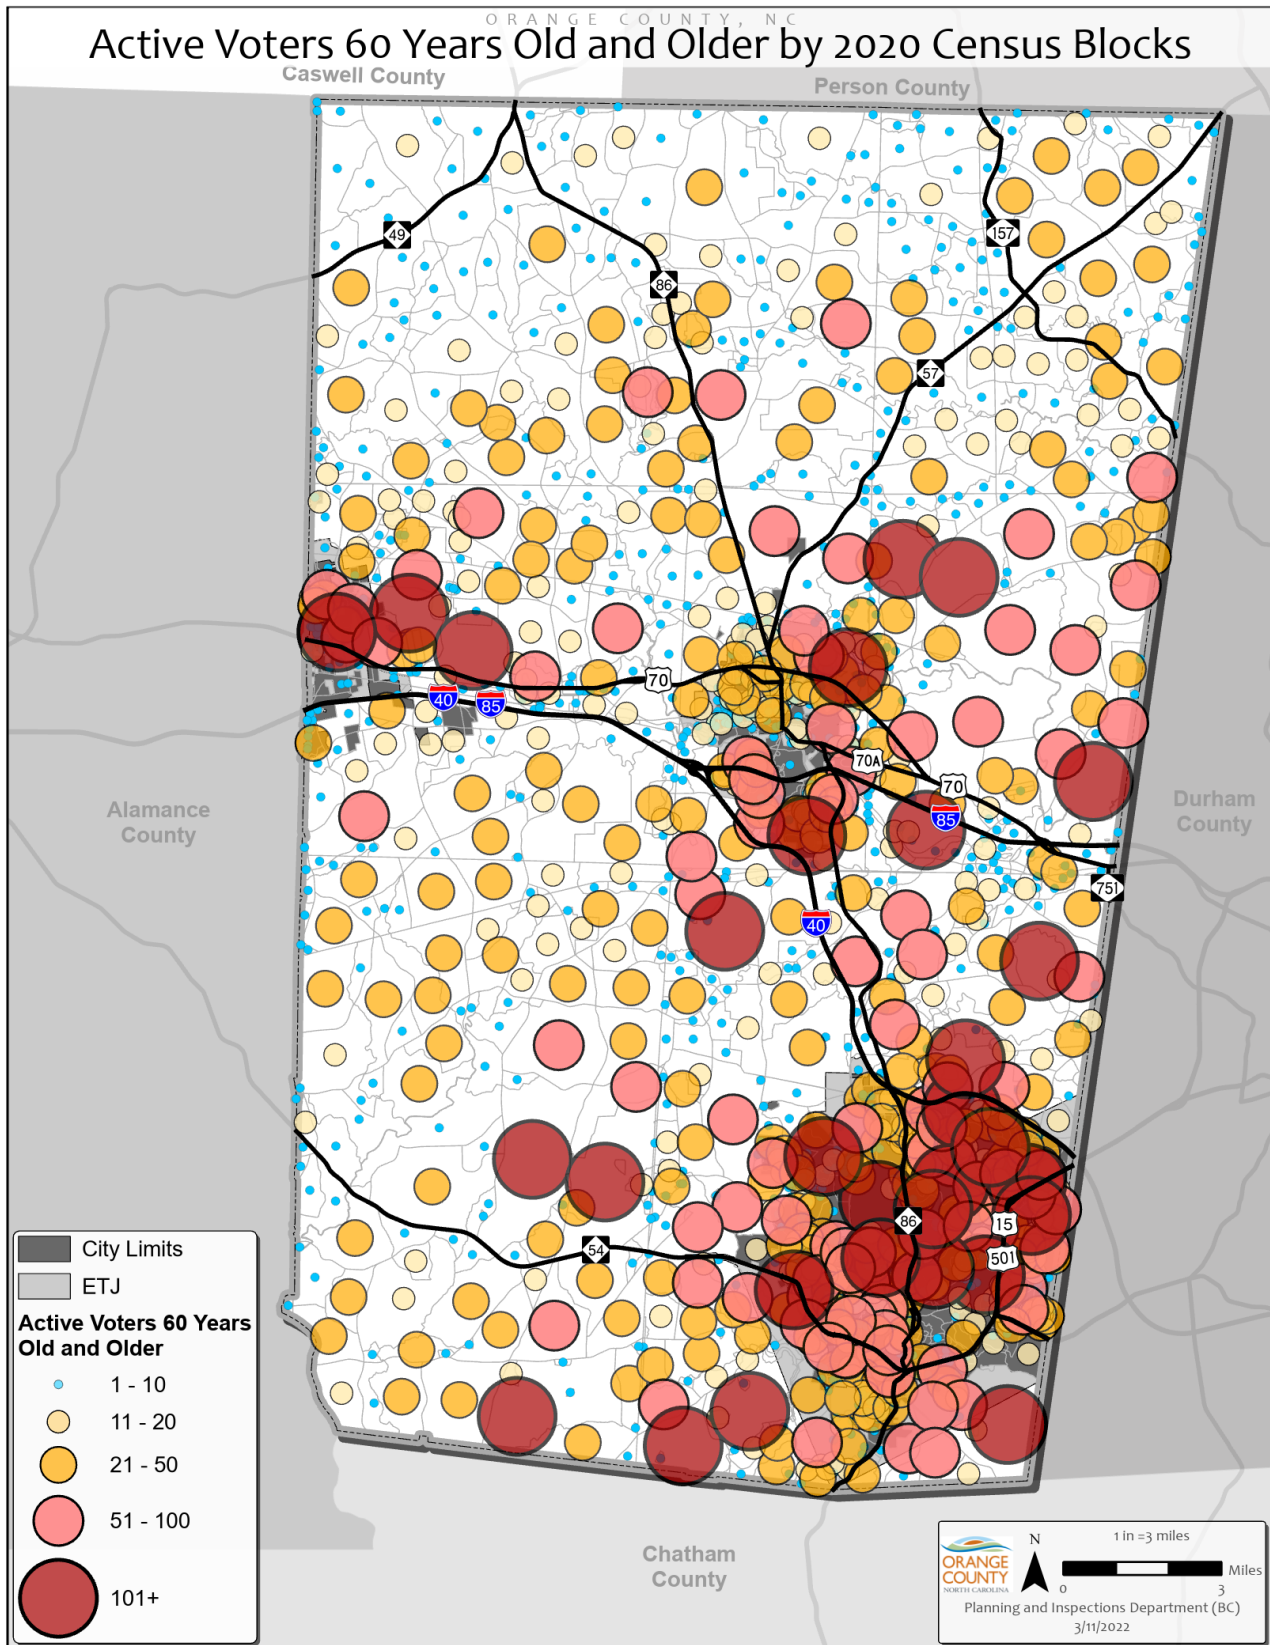 ORANGE COUNTY, NC
Active Voters 60 Years Old and Older by 2020 Census Blocks
Caswell County
Person County
49
157
86
57
70
40
85
70A
70
85
Alamance
County
Durham
County
751
40
86
15
501
54
City Limits
ETJ
Active Voters 60 Years
Old and Older
1 - 10
11 - 20
21 - 50
51 - 100
101+
Chatham
County
ORANGE
COUNTY
NORTH CAROLINA
N
1 in =3 miles
Miles
0 3
Planning and Inspections Department (BC)
3/11/2022